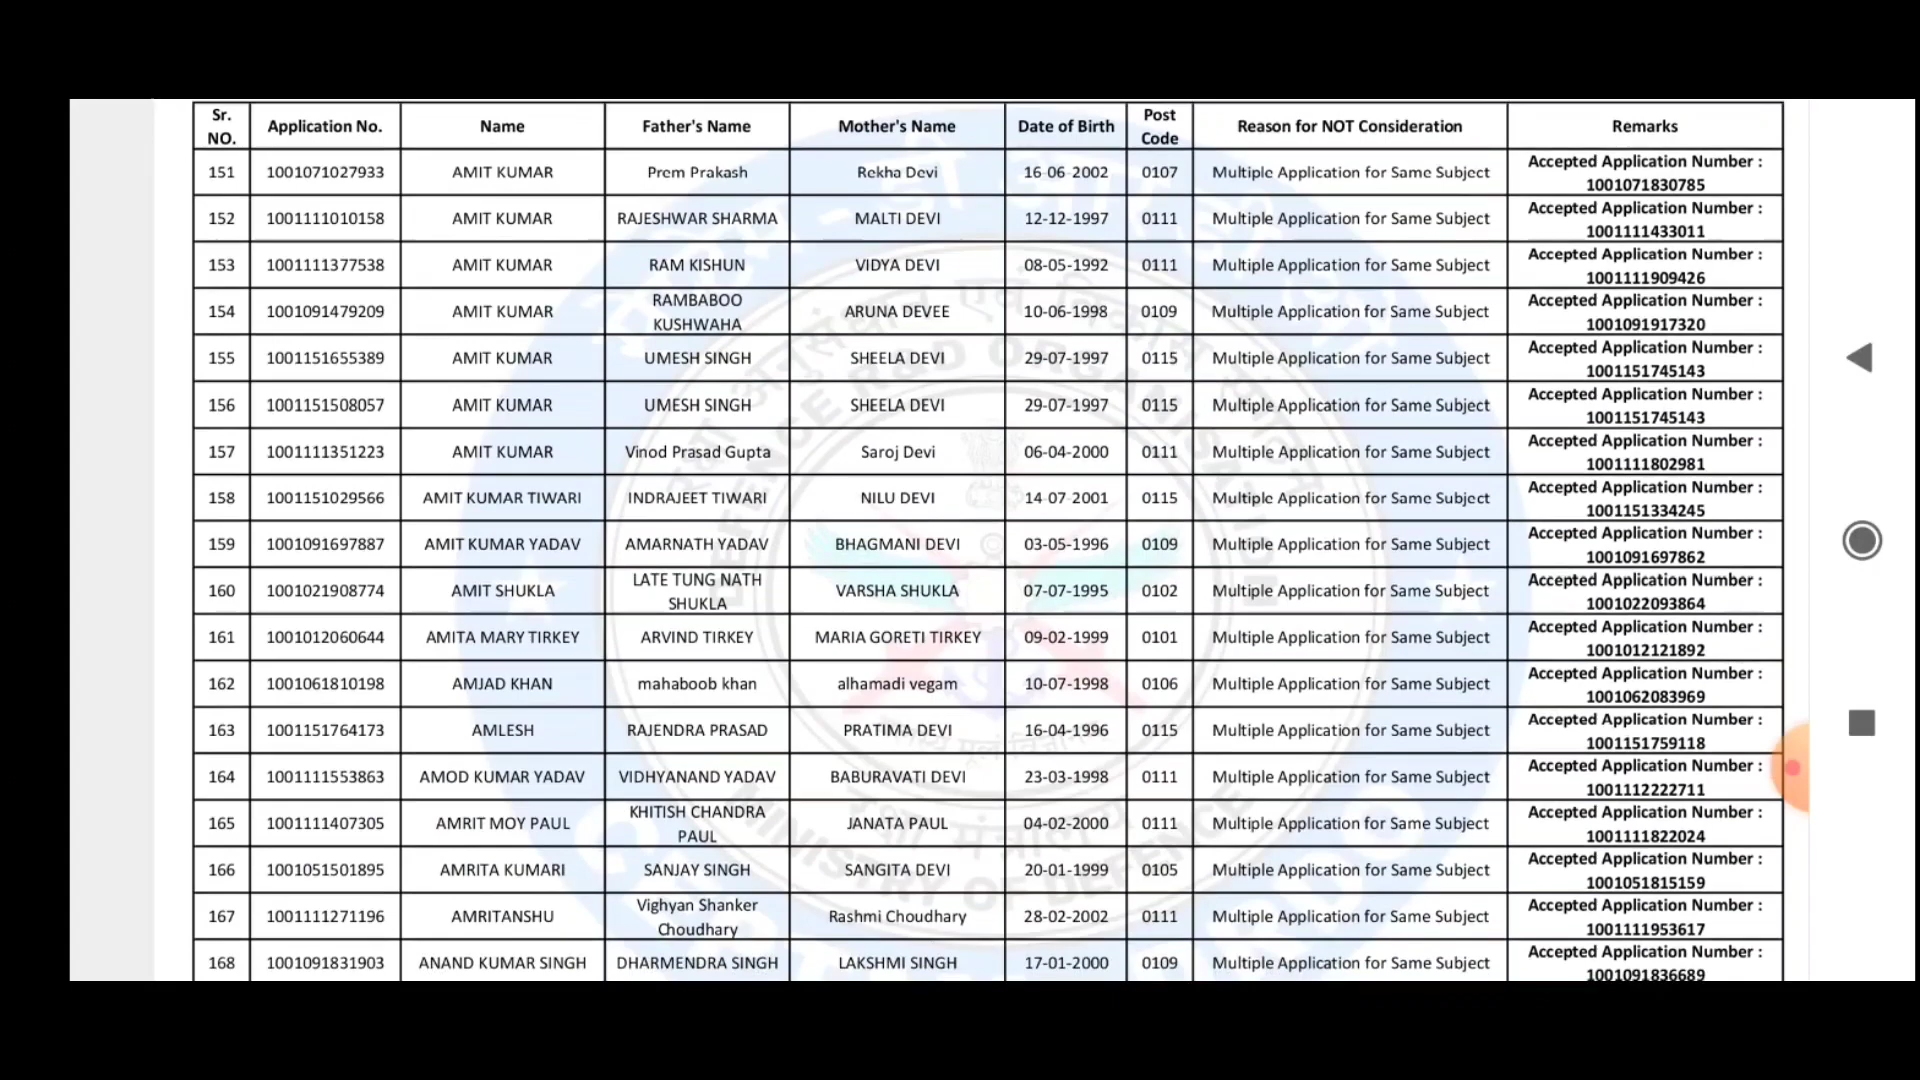 Sr. NO. Application No. Name Father's Name Mother's Name Date of Birth Post Code Reason for NOT Consideration Remarks
151 1001071027933 AMIT KUMAR Prem Prakash Rekha Devi 16-06-2002 0107 Multiple Application for Same Subject Accepted Application Number : 1001071830785
152 1001111010158 AMIT KUMAR RAJESHWAR SHARMA MALTI DEVI 12-12-1997 0111 Multiple Application for Same Subject Accepted Application Number : 1001111433011
153 1001111377538 AMIT KUMAR RAM KISHUN VIDYA DEVI 08-05-1992 0111 Multiple Application for Same Subject Accepted Application Number : 1001111909426
154 1001091479209 AMIT KUMAR RAMBABOO KUSHWAHA ARUNA DEVEE 10-06-1998 0109 Multiple Application for Same Subject Accepted Application Number : 1001091917320
155 1001151655389 AMIT KUMAR UMESH SINGH SHEELA DEVI 29-07-1997 0115 Multiple Application for Same Subject Accepted Application Number : 1001151745143
156 1001151508057 AMIT KUMAR UMESH SINGH SHEELA DEVI 29-07-1997 0115 Multiple Application for Same Subject Accepted Application Number : 1001151745143
157 1001111351223 AMIT KUMAR Vinod Prasad Gupta Saroj Devi 06-04-2000 0111 Multiple Application for Same Subject Accepted Application Number : 1001111802981
158 1001151029566 AMIT KUMAR TIWARI INDRAJEET TIWARI NILU DEVI 14-07-2001 0115 Multiple Application for Same Subject Accepted Application Number : 1001151334245
159 1001091697887 AMIT KUMAR YADAV AMARNATH YADAV BHAGMANI DEVI 03-05-1996 0109 Multiple Application for Same Subject Accepted Application Number : 1001091697862
160 1001021908774 AMIT SHUKLA LATE TUNG NATH SHUKLA VARSHA SHUKLA 07-07-1995 0102 Multiple Application for Same Subject Accepted Application Number : 1001022093864
161 1001012060644 AMITA MARY TIRKEY ARVIND TIRKEY MARIA GORETI TIRKEY 09-02-1999 0101 Multiple Application for Same Subject Accepted Application Number : 1001012121892
162 1001061810198 AMJAD KHAN mahaboob khan alhamadi vegam 10-07-1998 0106 Multiple Application for Same Subject Accepted Application Number : 1001062083969
163 1001151764173 AMLESH RAJENDRA PRASAD PRATIMA DEVI 16-04-1996 0115 Multiple Application for Same Subject Accepted Application Number : 1001151759118
164 1001111553863 AMOD KUMAR YADAV VIDHYANAND YADAV BABURAVATI DEVI 23-03-1998 0111 Multiple Application for Same Subject Accepted Application Number : 1001112222711
165 1001111407305 AMRIT MOY PAUL KHITISH CHANDRA PAUL JANATA PAUL 04-02-2000 0111 Multiple Application for Same Subject Accepted Application Number : 1001111822024
166 1001051501895 AMRITA KUMARI SANJAY SINGH SANGITA DEVI 20-01-1999 0105 Multiple Application for Same Subject Accepted Application Number : 1001051815159
167 1001111271196 AMRITANSHU Vighyan Shanker Choudhary Rashmi Choudhary 28-02-2002 0111 Multiple Application for Same Subject Accepted Application Number : 1001111953617
168 1001091831903 ANAND KUMAR SINGH DHARMENDRA SINGH LAKSHMI SINGH 17-01-2000 0109 Multiple Application for Same Subject Accepted Application Number : 1001091836689
DEFENCE R&D ORGANISATION
MINISTRY OF DEFENCE